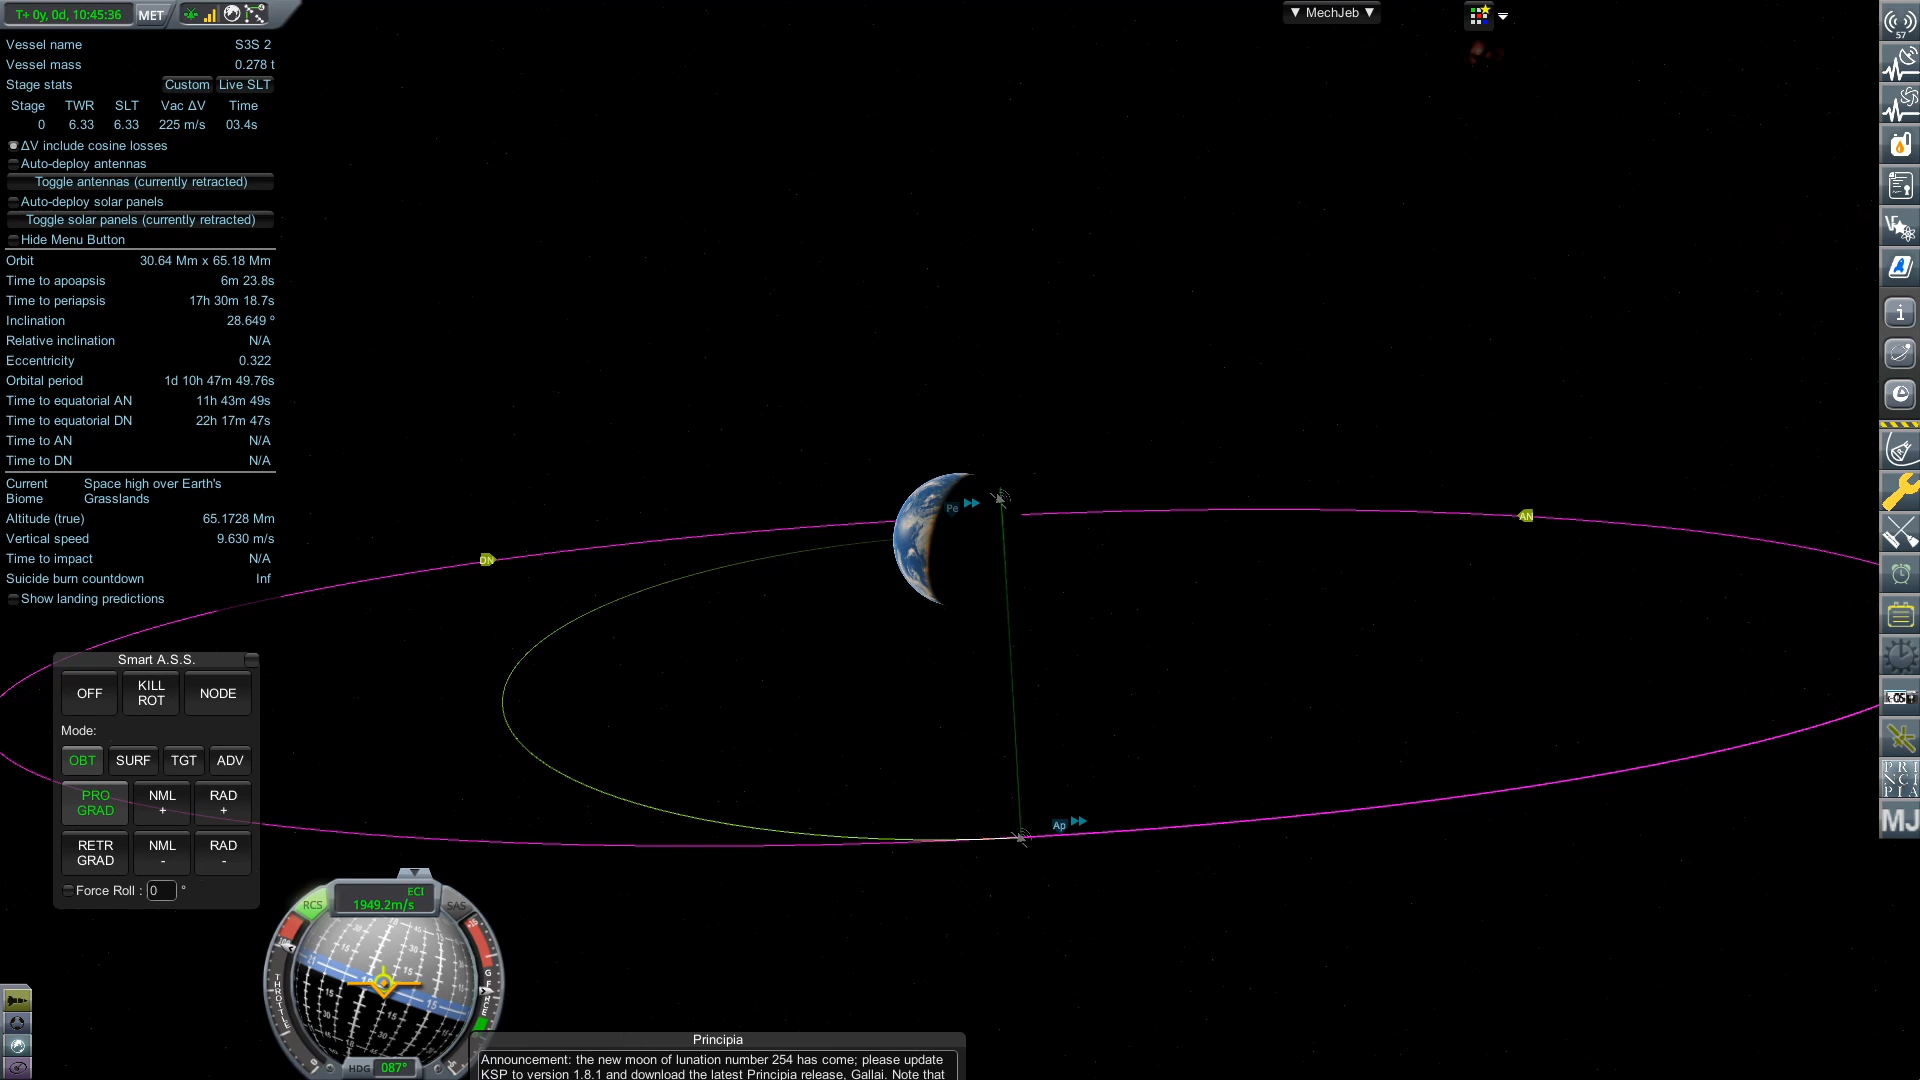 T+ 0y, 0d, 10:45:36 MET
▼ MechJeb ▼
57
Vessel name S3S 2
Vessel mass 0.278 t
Stage stats Custom Live SLT
Stage TWR SLT Vac ΔV Time
0 6.33 6.33 225 m/s 03.4s
ΔV include cosine losses
Auto-deploy antennas
Toggle antennas (currently retracted)
Auto-deploy solar panels
Toggle solar panels (currently retracted)
Hide Menu Button
Orbit 30.64 Mm x 65.18 Mm
Time to apoapsis 6m 23.8s
Time to periapsis 17h 30m 18.7s
Inclination 28.649 º
Relative inclination N/A
Eccentricity 0.322
Orbital period 1d 10h 47m 49.76s
Time to equatorial AN 11h 43m 49s
Time to equatorial DN 22h 17m 47s
Time to AN N/A
Time to DN N/A
Current Biome Space high over Earth's Grasslands
Altitude (true) 65.1728 Mm
Vertical speed 9.630 m/s
Time to impact N/A
Suicide burn countdown Inf
Show landing predictions
Pe
AN
DN
Ap
Smart A.S.S.
OFF KILL ROT NODE
Mode:
OBT SURF TGT ADV
PRO GRAD NML + RAD +
RETR GRAD NML - RAD -
Force Roll : 0 °
RCS ECI SAS
1949.2m/s
THROTTLE
HDG 087°
PRINCIPIA
MJ
Principia
Announcement: the new moon of lunation number 254 has come; please update
KSP to version 1.8.1 and download the latest Principia release, Gallai. Note that